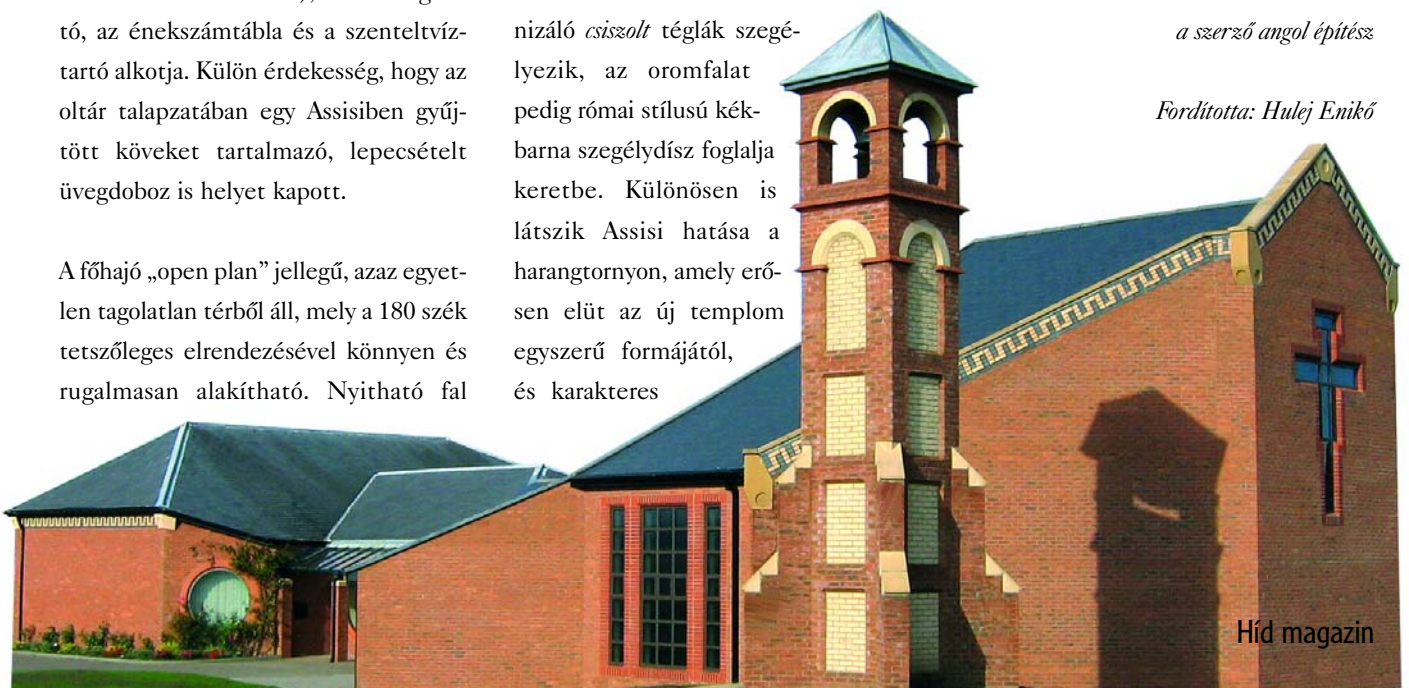 tó, az énekszámtábla és a szenteltvíz-
tartó alkotja. Külön érdekesség, hogy az
oltár talapzatában egy Assisiben gyűj-
tött köveket tartalmazó, lepecsételt
üvegdoboz is helyet kapott.
A főhajó „open plan” jellegű, azaz egyet-
len tagolatlan térből áll, mely a 180 szék
tetszőleges elrendezésével könnyen és
rugalmasan alakítható. Nyitható fal
nizáló csiszolt téglák szegé-
lyezik, az oromfalat
pedig római stílusú kék-
barna szegélydísz foglalja
keretbe. Különösen is
látszik Assisi hatása a
harangtornyon, amely erő-
sen elüt az új templom
egyszerű formájától,
és karakteres
a szerző angol építész
Fordította: Hulej Enikő
Híd magazin